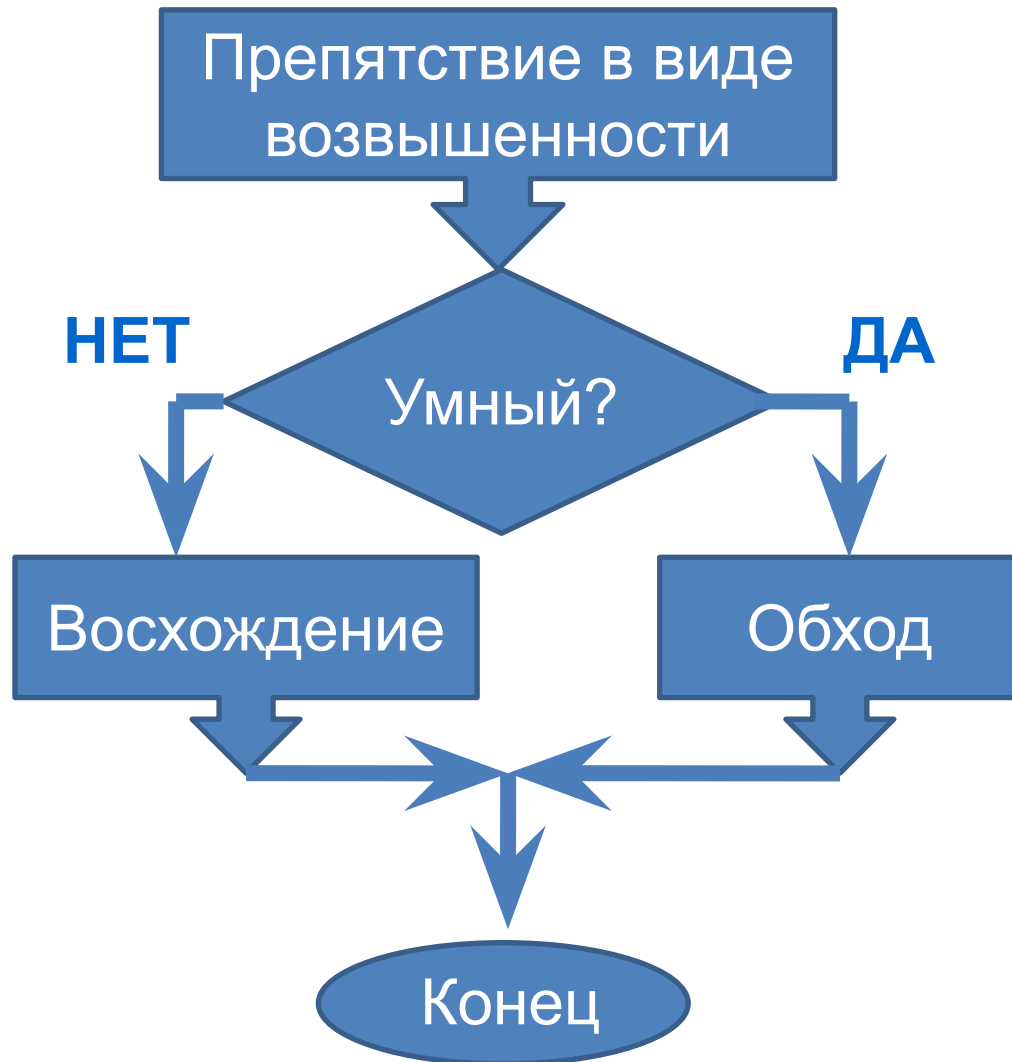 Препятствие в виде
возвышенности
НЕТ
ДА
Умный?
Восхождение
Обход
Конец